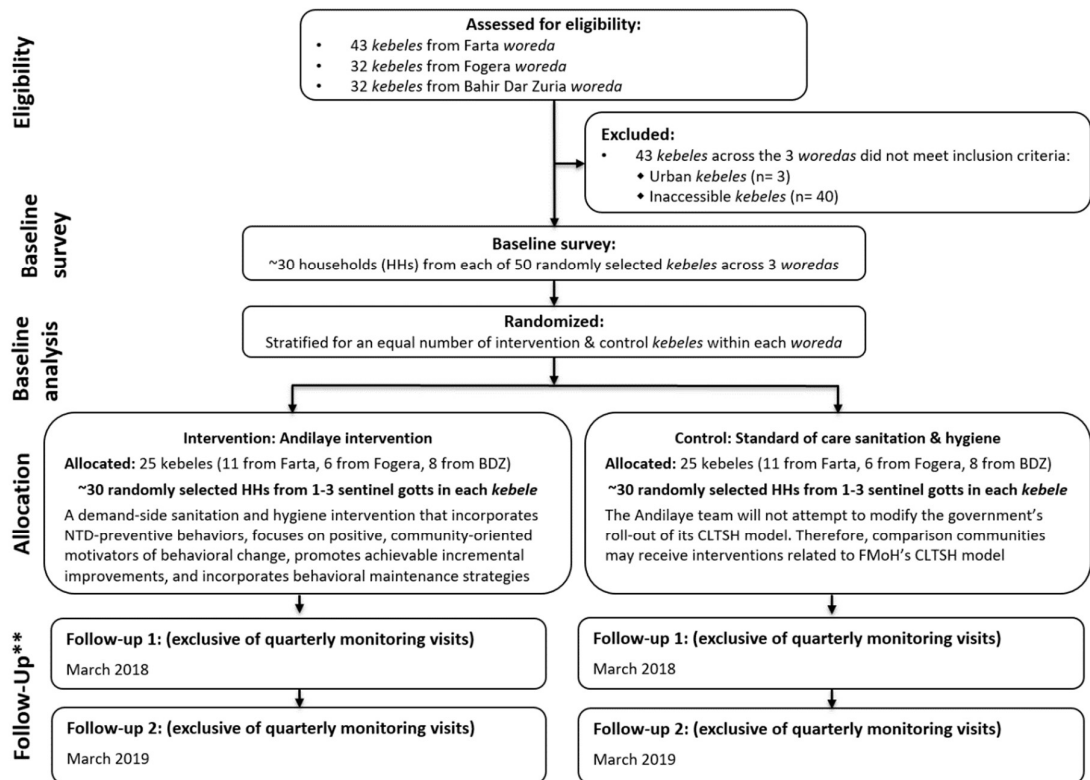 Eligibility
Assessed for eligibility:
• 43 kebeles from Farta woreda
• 32 kebeles from Fogera woreda
• 32 kebeles from Bahir Dar Zuria woreda
Excluded:
• 43 kebeles across the 3 woredas did not meet inclusion criteria:
◆ Urban kebeles (n= 3)
◆ Inaccessible kebeles (n= 40)
Baseline
survey
Baseline survey:
~30 households (HHs) from each of 50 randomly selected kebeles across 3 woredas
Baseline
analysis
Randomized:
Stratified for an equal number of intervention & control kebeles within each woreda
Allocation
Intervention: Andilaye intervention
Allocated: 25 kebeles (11 from Farta, 6 from Fogera, 8 from BDZ)
~30 randomly selected HHs from 1-3 sentinel gotts in each kebele
A demand-side sanitation and hygiene intervention that incorporates
NTD-preventive behaviors, focuses on positive, community-oriented
motivators of behavioral change, promotes achievable incremental
improvements, and incorporates behavioral maintenance strategies
Control: Standard of care sanitation & hygiene
Allocated: 25 kebeles (11 from Farta, 6 from Fogera, 8 from BDZ)
~30 randomly selected HHs from 1-3 sentinel gotts in each kebele
The Andilaye team will not attempt to modify the government's
roll-out of its CLTSH model. Therefore, comparison communities
may receive interventions related to FMoH's CLTSH model
Follow-Up**
Follow-up 1: (exclusive of quarterly monitoring visits)
March 2018
Follow-up 1: (exclusive of quarterly monitoring visits)
March 2018
Follow-up 2: (exclusive of quarterly monitoring visits)
March 2019
Follow-up 2: (exclusive of quarterly monitoring visits)
March 2019